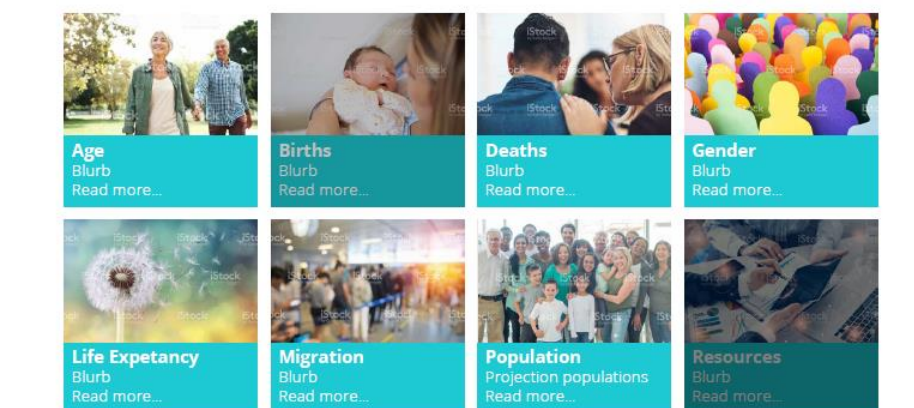 Age
Blurb
Read more...
Births
Blurb
Read more...
Deaths
Blurb
Read more...
Gender
Blurb
Read more...
Life Expetancy
Blurb
Read more...
Migration
Blurb
Read more...
Population
Projection populations
Read more...
Resources
Blurb
Read more...